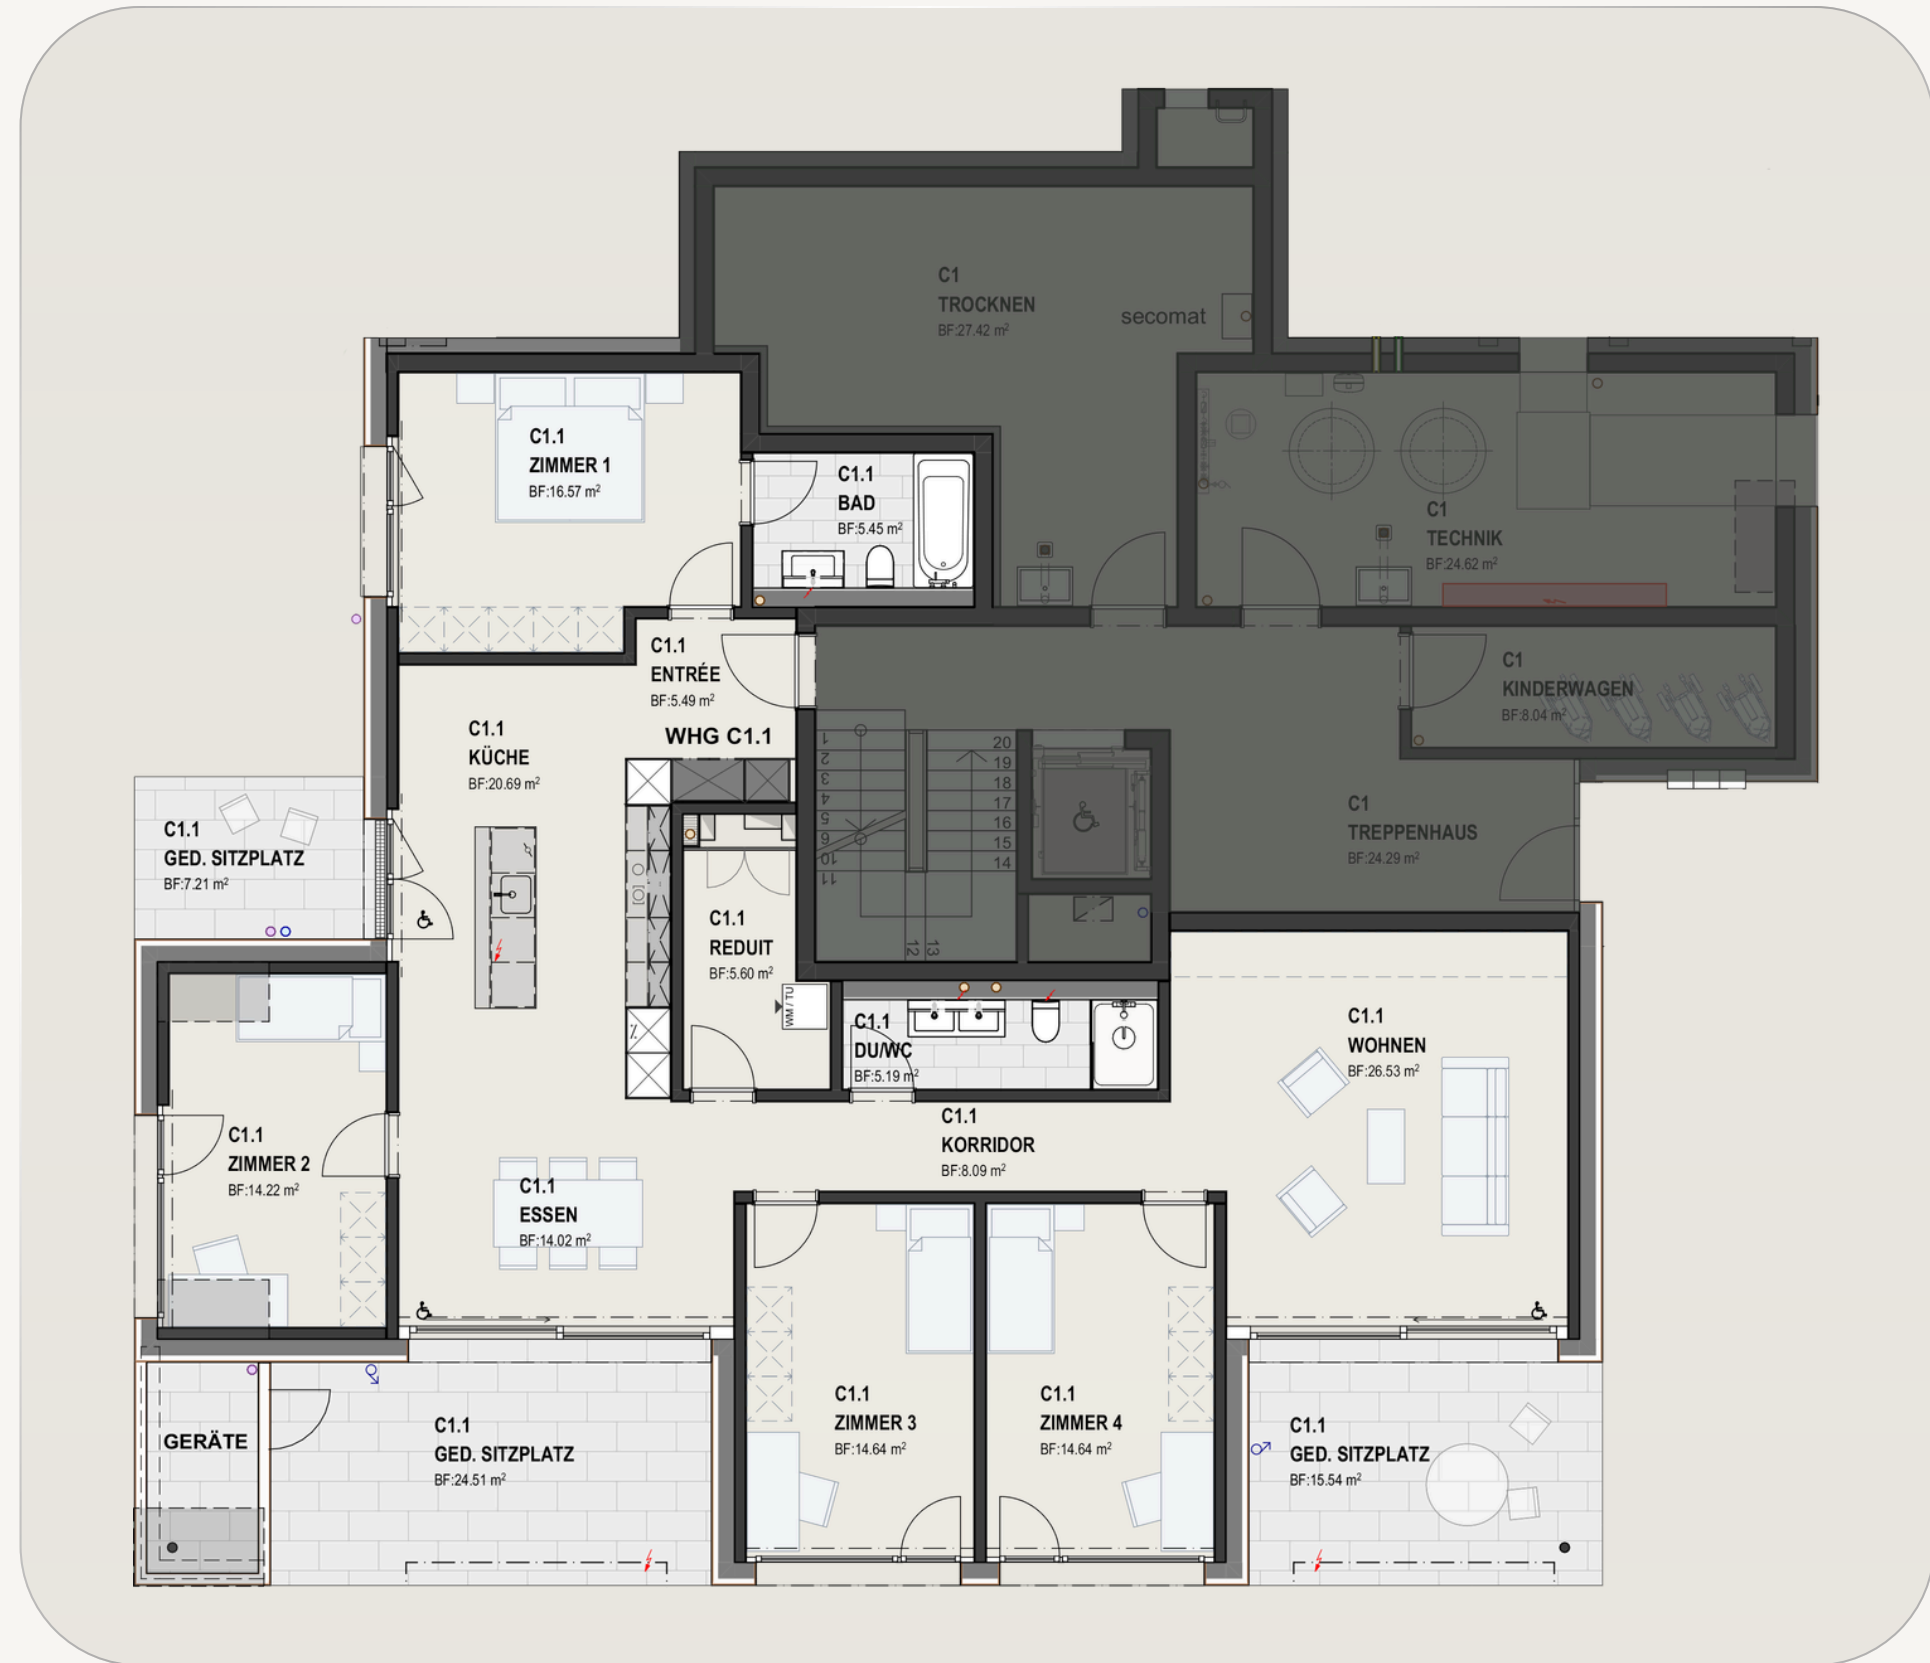 C1
TROCKNEN
BF:27.42 m²
secomat
C1.1
ZIMMER 1
BF:16.57 m²
C1.1
BAD
BF:5.45 m²
C1
TECHNIK
BF:24.62 m²
C1.1
ENTRÉE
BF:5.49 m²
WHG C1.1
C1
KINDERWAGEN
BF:8.04 m²
C1.1
KÜCHE
BF:20.69 m²
1
2
3
4
5
6
10
11
12
13
20
19
18
17
16
15
14
C1
TREPPENHAUS
BF:24.29 m²
C1.1
GED. SITZPLATZ
BF:7.21 m²
C1.1
REDUIT
BF:5.60 m²
WM / TU
C1.1
DU/WC
BF:5.19 m²
C1.1
WOHNEN
BF:26.53 m²
C1.1
KORRIDOR
BF:8.09 m²
C1.1
ZIMMER 2
BF:14.22 m²
C1.1
ESSEN
BF:14.02 m²
C1.1
ZIMMER 3
BF:14.64 m²
C1.1
ZIMMER 4
BF:14.64 m²
GERÄTE
C1.1
GED. SITZPLATZ
BF:24.51 m²
C1.1
GED. SITZPLATZ
BF:15.54 m²